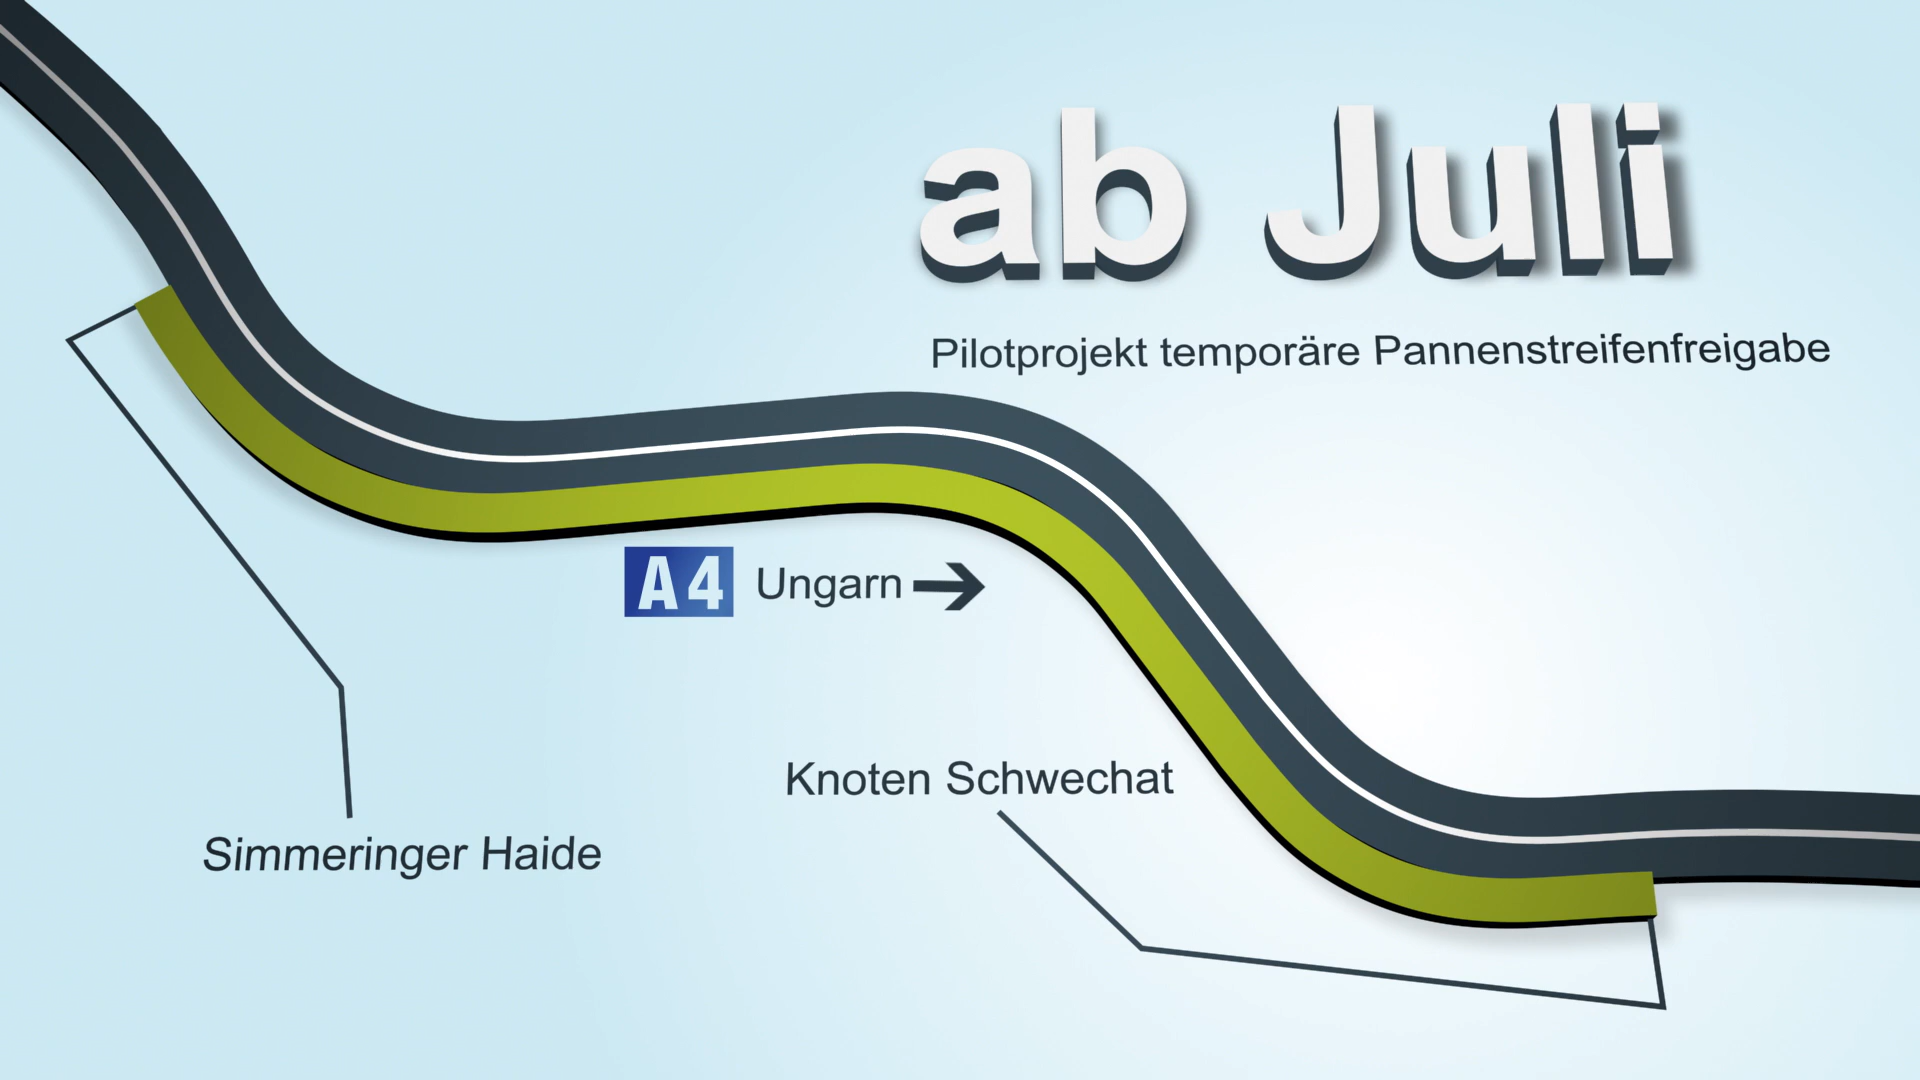 ab Juli
Pilotprojekt temporäre Pannenstreifenfreigabe
A4 Ungarn →
Knoten Schwechat
Simmeringer Haide